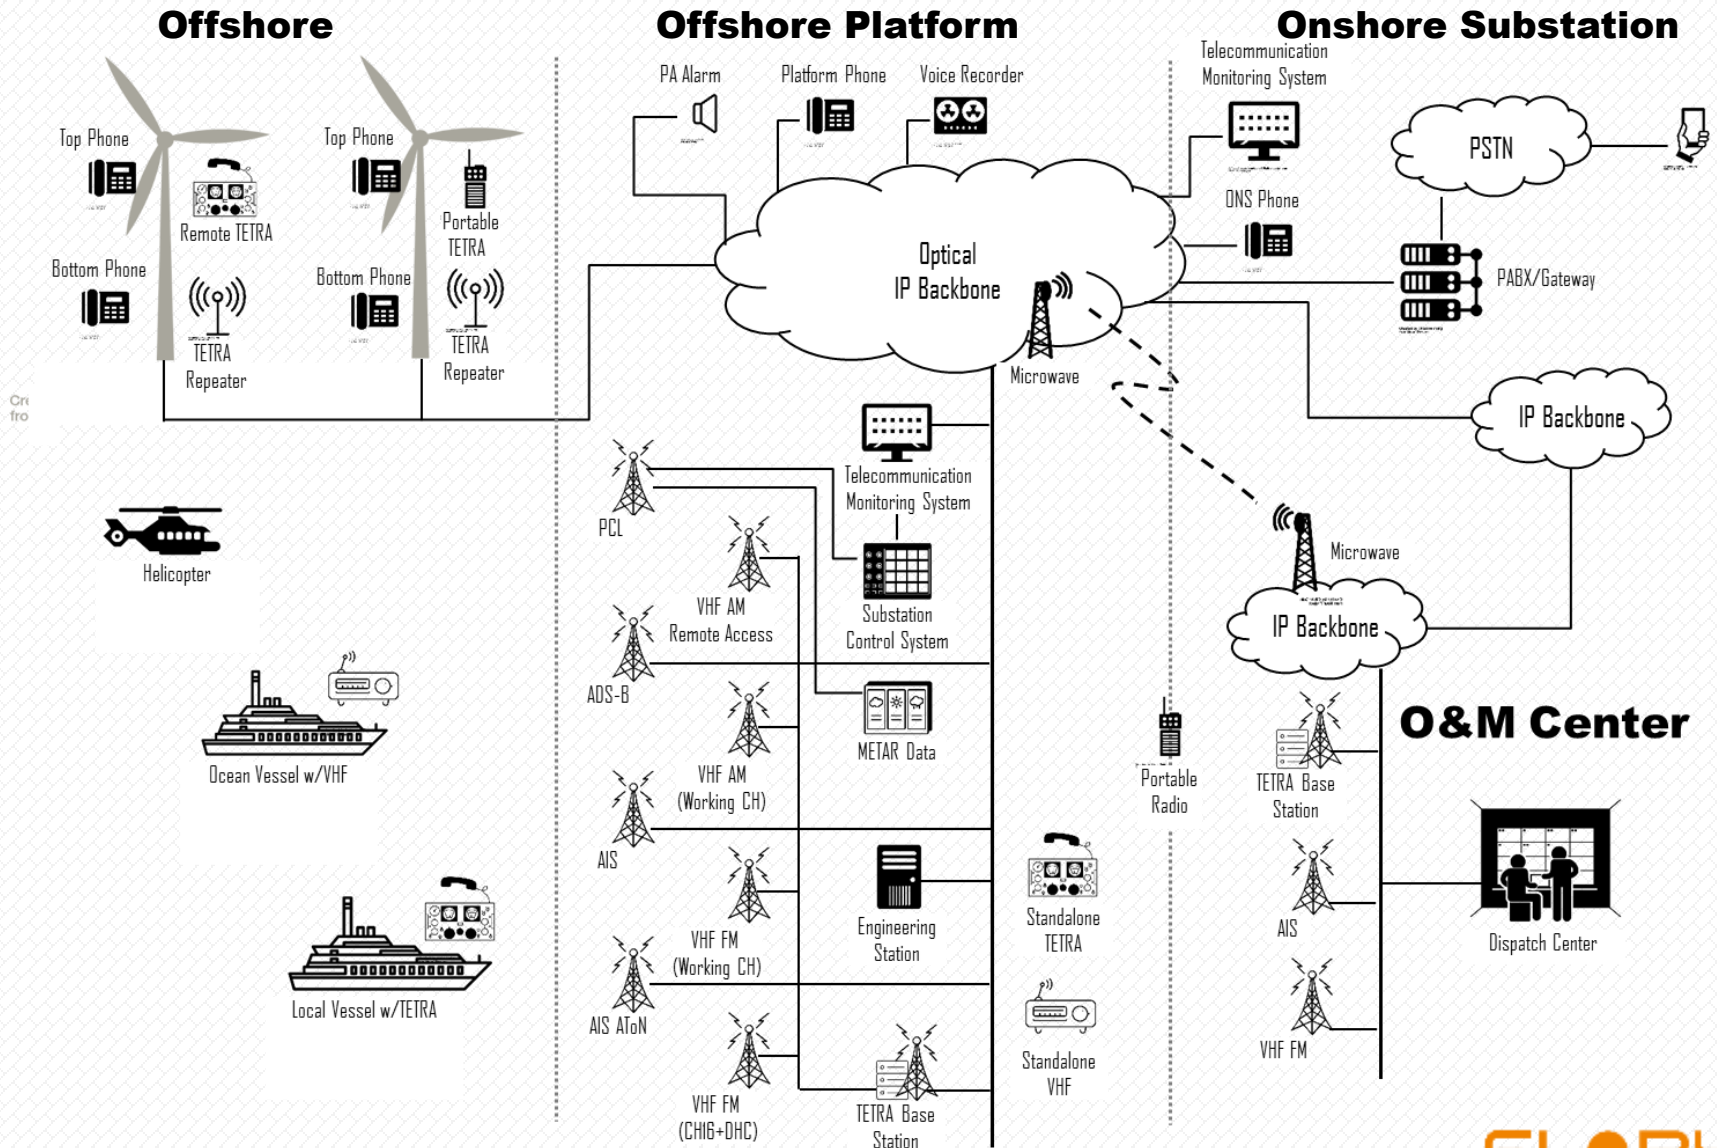 Offshore
Offshore Platform
Onshore Substation
Top Phone
Remote TETRA
Bottom Phone
TETRA
Repeater
Top Phone
Portable
TETRA
Bottom Phone
TETRA
Repeater
Helicopter
Ocean Vessel w/VHF
Local Vessel w/TETRA
PA Alarm
Platform Phone
Voice Recorder
Optical
IP Backbone
Microwave
Telecommunication
Monitoring System
PCL
VHF AM
Remote Access
Substation
Control System
ADS-B
METAR Data
VHF AM
(Working CH)
AIS
Engineering
Station
VHF FM
(Working CH)
AIS AToN
VHF FM
(CH16+DHC)
TETRA Base
Station
Standalone
TETRA
Standalone
VHF
Portable
Radio
Telecommunication
Monitoring System
ONS Phone
PSTN
PABX/Gateway
IP Backbone
Microwave
IP Backbone
O&M Center
TETRA Base
Station
AIS
VHF FM
Dispatch Center